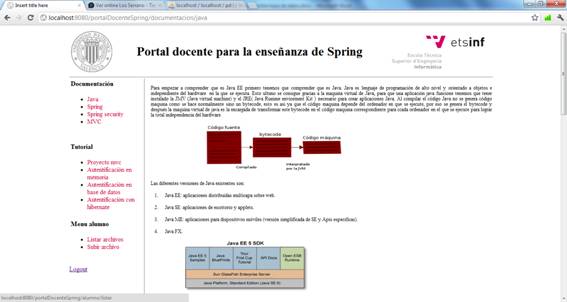 Insert title here
Ver online Los Serrano - T
localhost / localhost / pd
localhost:8080/portalDocenteSpring/documentacion/java
Portal docente para la enseñanza de Spring
etsinf
Escola Tècnica
Superior d'Enginyeria
Informàtica
Documentación
Java
Spring
Spring security
MVC
Tutorial
Proyecto mvc
Autentificación en
memoria
Autentificación en
base de datos
Autentificación con
hibernate
Menu alumno
Listar archivos
Subir archivo
Logout
Para empezar a comprender que es Java EE primero tenemos que comprender que es Java. Java es lenguaje de programación de alto nivel y orientado a objetos e
independiente del hardware en la que se ejecuta. Esto último se consigue gracias a la maquina virtual de Java, para que una aplicación java funcione tenemos que tener
instalado la JMV (Java virtual machine) y el JRE( Java Runtime enviroment Kit ) necesario para crear aplicaciones Java. Al compilar el código Java no se genera código
maquina como se hace normalmente sino un bytecode, esto es así ya que el código maquina depende del ordenador en que se ejecute, por eso se genera el bytecode y
después la maquina virtual de java es la encargada de transformar este bytecode en el código maquina correspondiente para cada ordenador en el que se ejecute para lograr
la total independencia del hardware.
Código fuente
bytecode
Código máquina
Compilado
Interpretado
por la JVM
Las diferentes versiones de Java existentes son:
1. Java EE: aplicaciones distribuidas multicapa sobre web.
2. Java SE: aplicaciones de escritorio y applets.
3. Java ME: aplicaciones para dispositivos móviles (versión simplificada de SE y Apis específicas).
4. Java FX.
Java EE 5 SDK
Java EE 5
Samples
Java
BluePrints
Your
First Cup
Tutorial
API Docs
Open ESB
Runtime
Sun GlassFish Enterprise Server
Java Platform, Standard Edition (Java SE 6)
localhost:8080/portalDocenteSpring/alumno/listar